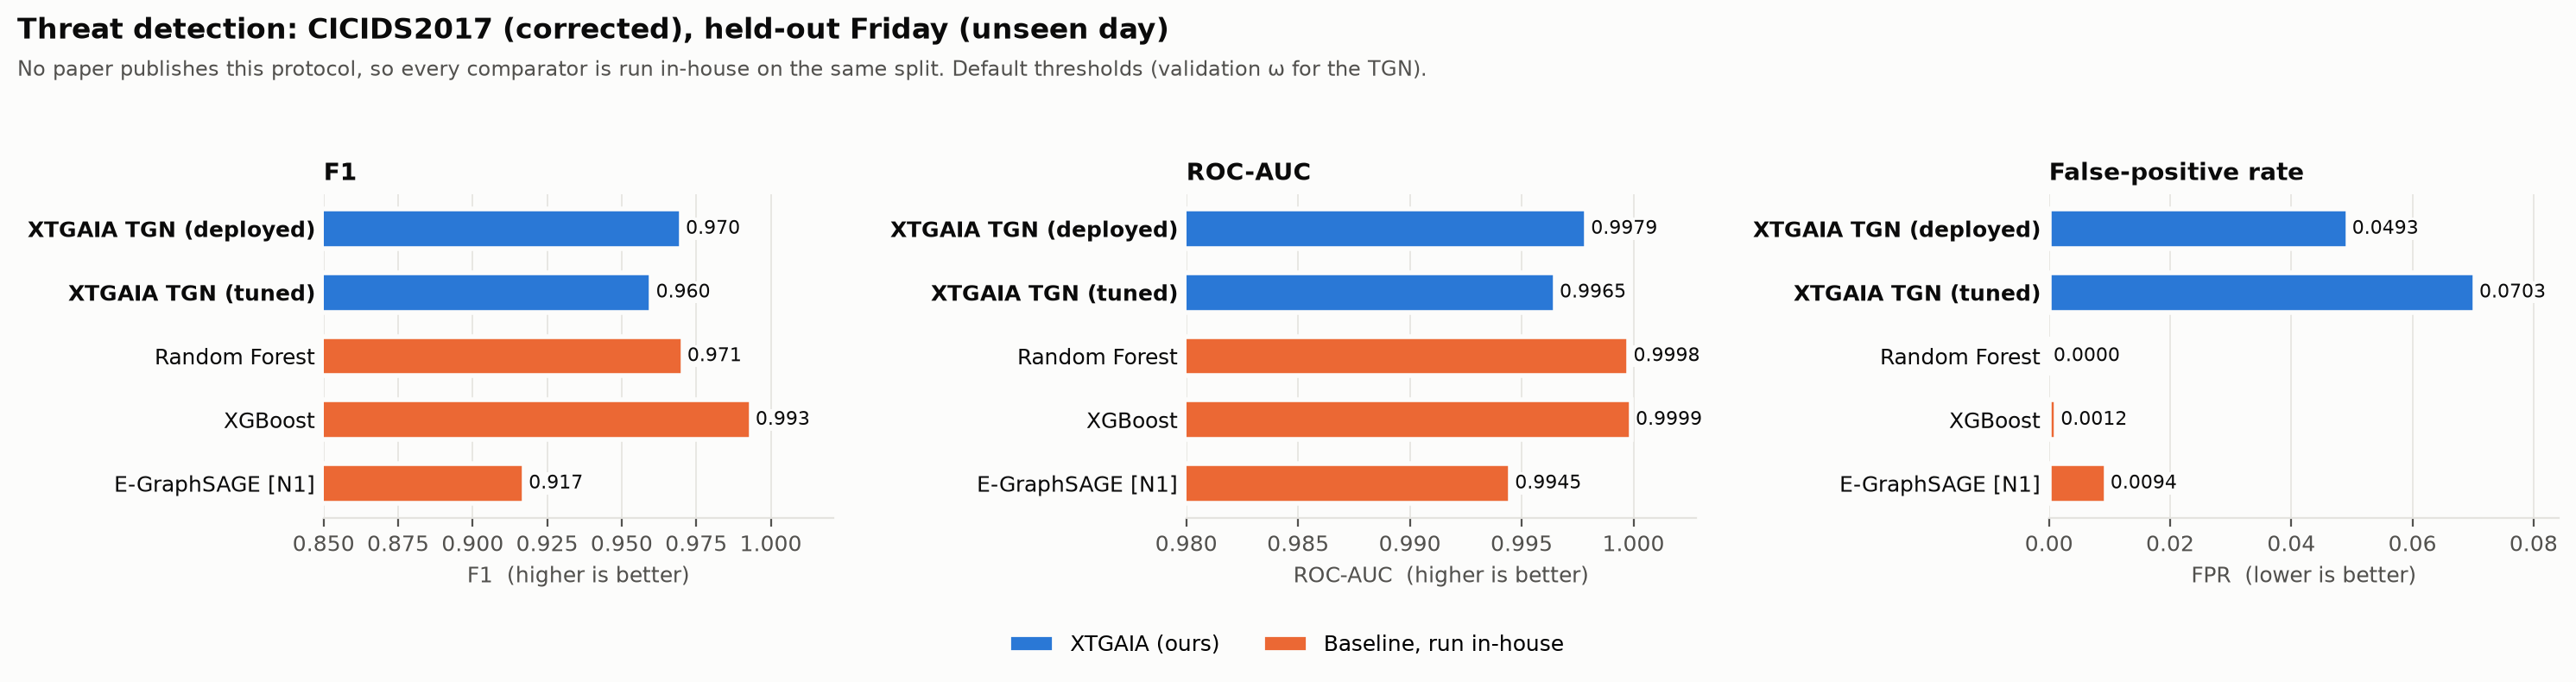 Threat detection: CICIDS2017 (corrected), held-out Friday (unseen day)
No paper publishes this protocol, so every comparator is run in-house on the same split. Default thresholds (validation ω for the TGN).
F1
XTGAIA TGN (deployed) 0.970
XTGAIA TGN (tuned) 0.960
Random Forest 0.971
XGBoost 0.993
E-GraphSAGE [N1] 0.917
0.850 0.875 0.900 0.925 0.950 0.975 1.000
F1 (higher is better)
ROC-AUC
XTGAIA TGN (deployed) 0.9979
XTGAIA TGN (tuned) 0.9965
Random Forest 0.9998
XGBoost 0.9999
E-GraphSAGE [N1] 0.9945
0.980 0.985 0.990 0.995 1.000
ROC-AUC (higher is better)
False-positive rate
XTGAIA TGN (deployed) 0.0493
XTGAIA TGN (tuned) 0.0703
Random Forest 0.0000
XGBoost 0.0012
E-GraphSAGE [N1] 0.0094
0.00 0.02 0.04 0.06 0.08
FPR (lower is better)
XTGAIA (ours) Baseline, run in-house